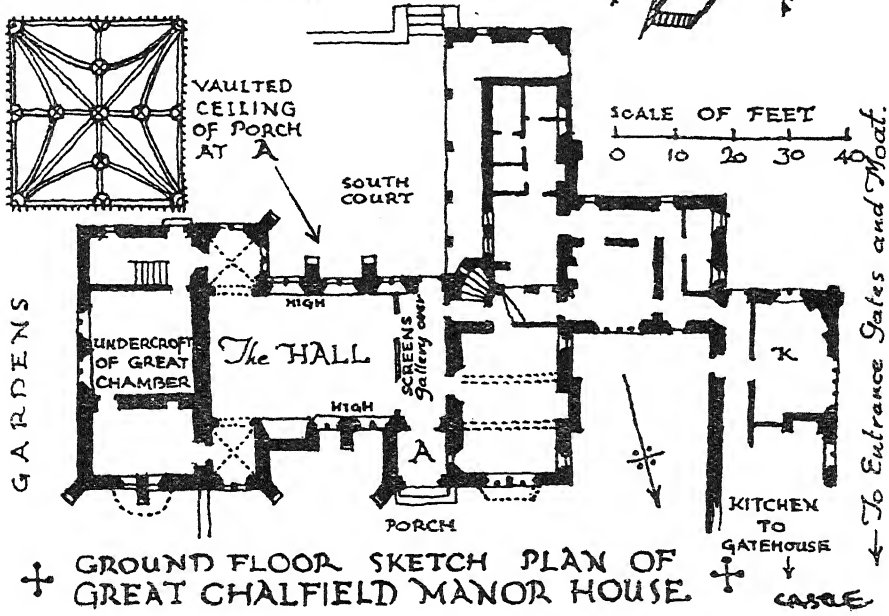 VAULTED
CEILING
OF PORCH
AT A
SOUTH
COURT
SCALE OF FEET
0 10 20 30 40
To Entrance Gates and Moat.
GARDENS
UNDERCROFT
OF GREAT
CHAMBER
HIGH
The HALL
HIGH
SCREENS
gallery over
A
PORCH
K
KITCHEN
TO
GATEHOUSE
GROUND FLOOR SKETCH PLAN OF
GREAT CHALFIELD MANOR HOUSE